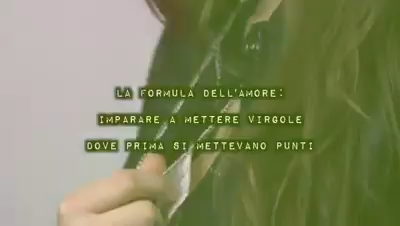 LA FORMULA DELL'AMORE:
IMPARARE A METTERE VIRGOLE
DOVE PRIMA SI METTEVANO PUNTI